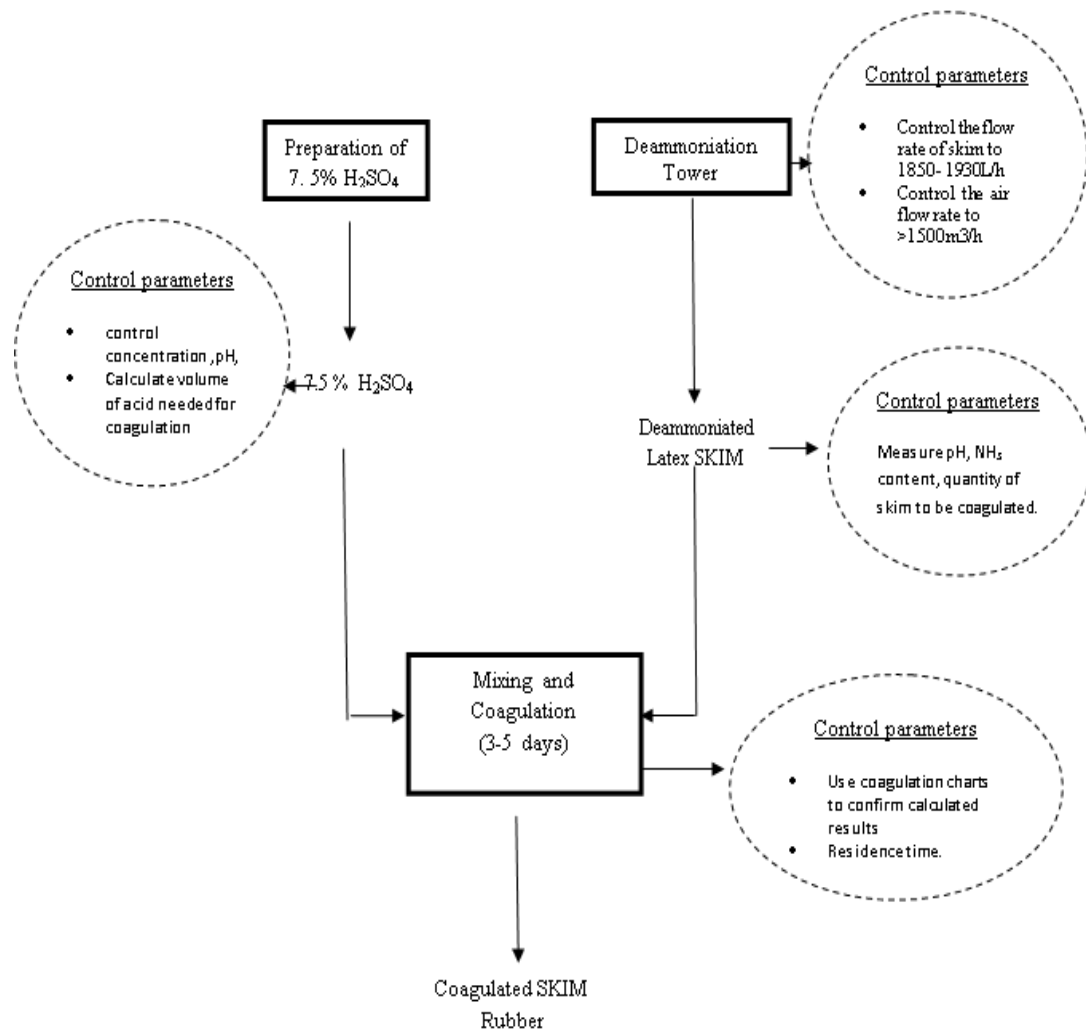 Control parameters
• Control the flow
rate of skim to
1850- 1930L/h
• Control the air
flow rate to
>1500m3/h
Preparation of
7. 5% H₂SO₄
Deammoniation
Tower
Control parameters
• control
concentration ,pH,
• Calculate volume
of acid needed for
coagulation
7.5 % H₂SO₄
Deammoniated
Latex SKIM
Control parameters
Measure pH, NH₃
content, quantity of
skim to be coagulated.
Mixing and
Coagulation
(3-5 days)
Control parameters
• Use coagulation charts
to confirm calculated
results
• Residence time.
Coagulated SKIM
Rubber